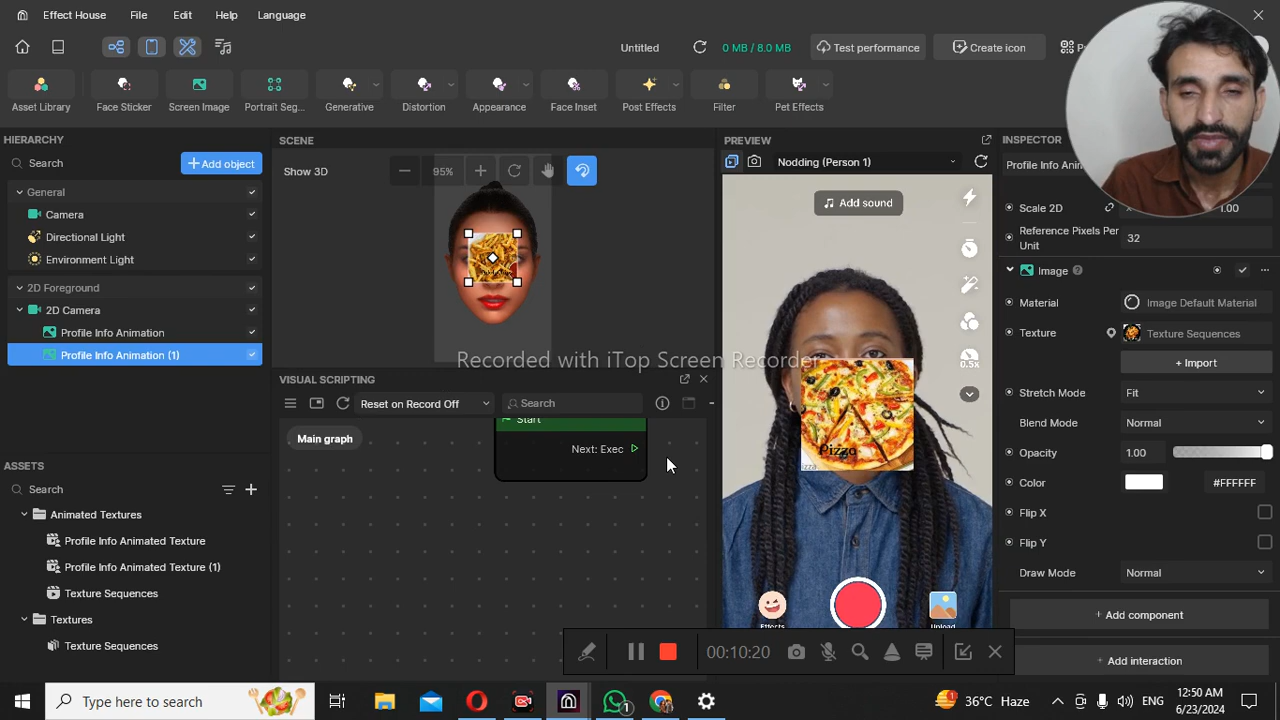 Effect House File Edit Help Language
Untitled 0 MB / 8.0 MB Test performance Create icon
Asset Library Face Sticker Screen Image Portrait Seg... Generative Distortion Appearance Face Inset Post Effects Filter Pet Effects
HIERARCHY
Search Add object
General
Camera
Directional Light
Environment Light
2D Foreground
2D Camera
Profile Info Animation
Profile Info Animation (1)
SCENE
Show 3D 95%
Recorded with iTop Screen Recorder
VISUAL SCRIPTING
Reset on Record Off Search
Main graph
Start
Next: Exec
ASSETS
Search
Animated Textures
Profile Info Animated Texture
Profile Info Animated Texture (1)
Texture Sequences
Textures
Texture Sequences
PREVIEW
Nodding (Person 1)
Add sound
0.5x
Pizza
zza
Effects Upload
INSPECTOR
Profile Info Anim
Scale 2D 1.00
Reference Pixels Per
Unit
32
Image
Material Image Default Material
Texture Texture Sequences
+ Import
Stretch Mode Fit
Blend Mode Normal
Opacity 1.00
Color #FFFFFF
Flip X
Flip Y
Draw Mode Normal
+ Add component
+ Add interaction
00:10:20
Type here to search
1
1
36°C Haze
ENG
12:50 AM
6/23/2024